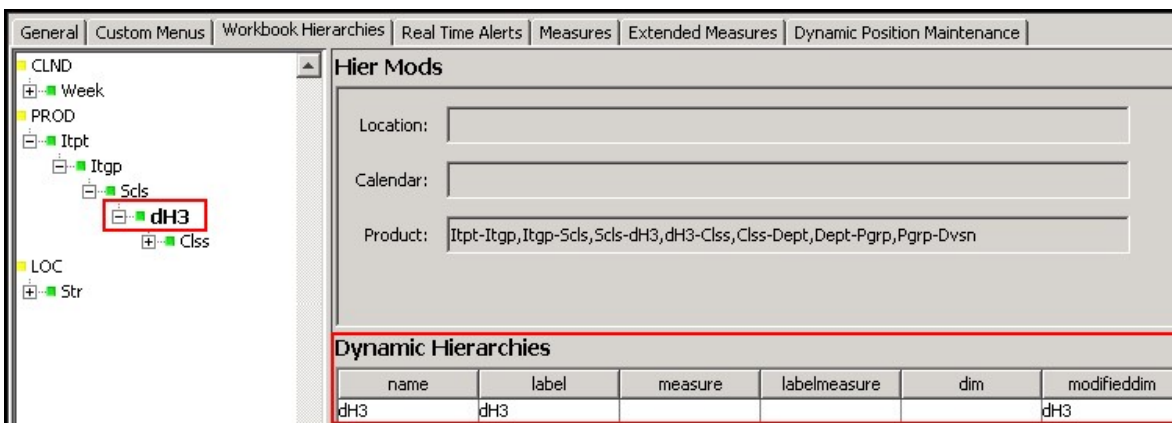 General Custom Menus Workbook Hierarchies Real Time Alerts Measures Extended Measures Dynamic Position Maintenance
CLND
Week
PROD
Itpt
Itgp
Scls
dH3
Clss
LOC
Str
Hier Mods
Location:
Calendar:
Product: Itpt-Itgp,Itgp-Scls,Scls-dH3,dH3-Clss,Clss-Dept,Dept-Pgrp,Pgrp-Dvsn
Dynamic Hierarchies
name label measure labelmeasure dim modifieddim
dH3 dH3 dH3